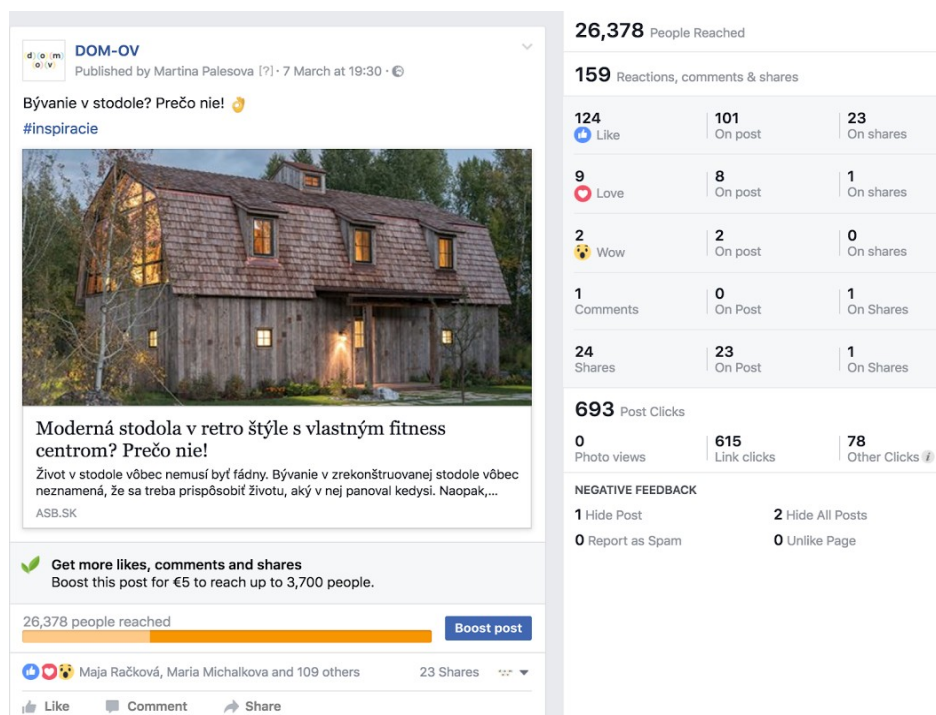 d) (o (m)
(o) (v)
DOM-OV
Published by Martina Palesova [?] · 7 March at 19:30 ·
Bývanie v stodole? Prečo nie! 👌
#inspiracie
Moderná stodola v retro štýle s vlastným fitness
centrom? Prečo nie!
Život v stodole vôbec nemusí byť fádny. Bývanie v zrekonštruovanej stodole vôbec
neznamená, že sa treba prispôsobiť životu, aký v nej panoval kedysi. Naopak,...
ASB.SK
Get more likes, comments and shares
Boost this post for €5 to reach up to 3,700 people.
26,378 people reached
Boost post
Maja Račková, Maria Michalkova and 109 others
23 Shares
Like Comment Share
26,378 People Reached
159 Reactions, comments & shares
124 101 23
Like On post On shares
9 8 1
Love On post On shares
2 2 0
Wow On post On shares
1 0 1
Comments On Post On Shares
24 23 1
Shares On Post On Shares
693 Post Clicks
0 615 78
Photo views Link clicks Other Clicks i
NEGATIVE FEEDBACK
1 Hide Post 2 Hide All Posts
0 Report as Spam 0 Unlike Page